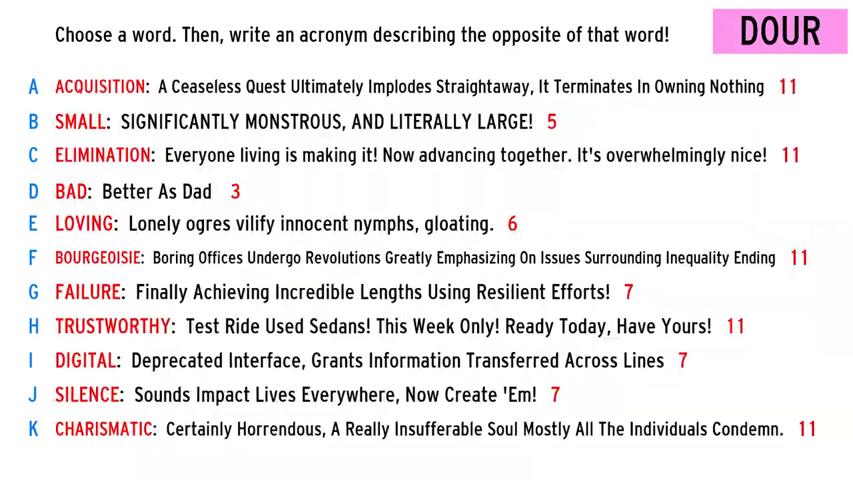 Choose a word. Then, write an acronym describing the opposite of that word!
DOUR
A ACQUISITION: A Ceaseless Quest Ultimately Implodes Straightaway, It Terminates In Owning Nothing 11
B SMALL: SIGNIFICANTLY MONSTROUS, AND LITERALLY LARGE! 5
C ELIMINATION: Everyone living is making it! Now advancing together. It's overwhelmingly nice! 11
D BAD: Better As Dad 3
E LOVING: Lonely ogres vilify innocent nymphs, gloating. 6
F BOURGEOISIE: Boring Offices Undergo Revolutions Greatly Emphasizing On Issues Surrounding Inequality Ending 11
G FAILURE: Finally Achieving Incredible Lengths Using Resilient Efforts! 7
H TRUSTWORTHY: Test Ride Used Sedans! This Week Only! Ready Today, Have Yours! 11
I DIGITAL: Deprecated Interface, Grants Information Transferred Across Lines 7
J SILENCE: Sounds Impact Lives Everywhere, Now Create 'Em! 7
K CHARISMATIC: Certainly Horrendous, A Really Insufferable Soul Mostly All The Individuals Condemn. 11